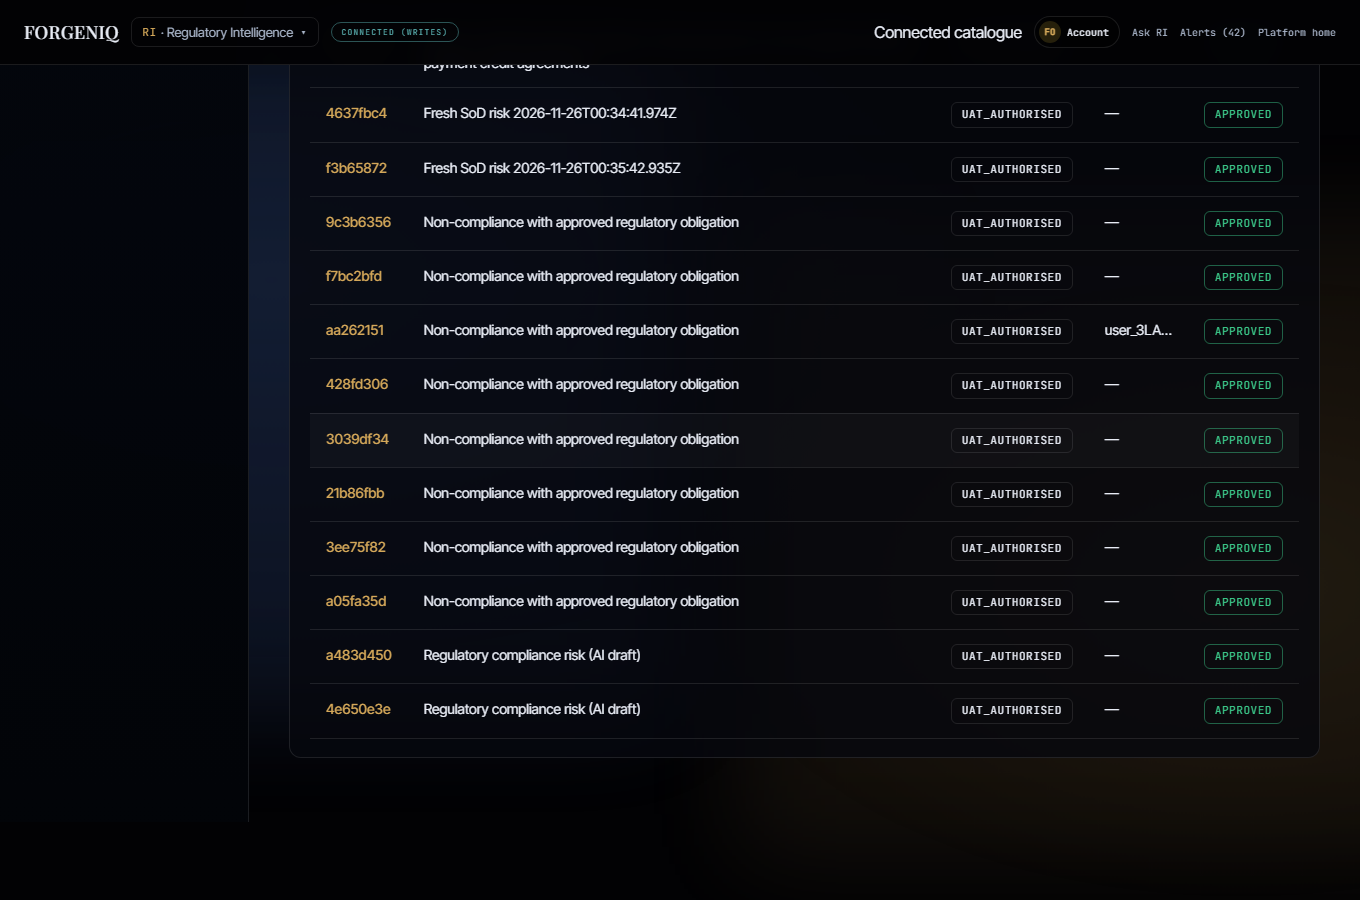 FORGENIQ RI · Regulatory Intelligence ▾ CONNECTED (WRITES) Connected catalogue FO Account Ask RI Alerts (42) Platform home
payment credit agreements
4637fbc4 Fresh SoD risk 2026-11-26T00:34:41.974Z UAT_AUTHORISED — APPROVED
f3b65872 Fresh SoD risk 2026-11-26T00:35:42.935Z UAT_AUTHORISED — APPROVED
9c3b6356 Non-compliance with approved regulatory obligation UAT_AUTHORISED — APPROVED
f7bc2bfd Non-compliance with approved regulatory obligation UAT_AUTHORISED — APPROVED
aa262151 Non-compliance with approved regulatory obligation UAT_AUTHORISED user_3LA... APPROVED
428fd306 Non-compliance with approved regulatory obligation UAT_AUTHORISED — APPROVED
3039df34 Non-compliance with approved regulatory obligation UAT_AUTHORISED — APPROVED
21b86fbb Non-compliance with approved regulatory obligation UAT_AUTHORISED — APPROVED
3ee75f82 Non-compliance with approved regulatory obligation UAT_AUTHORISED — APPROVED
a05fa35d Non-compliance with approved regulatory obligation UAT_AUTHORISED — APPROVED
a483d450 Regulatory compliance risk (AI draft) UAT_AUTHORISED — APPROVED
4e650e3e Regulatory compliance risk (AI draft) UAT_AUTHORISED — APPROVED